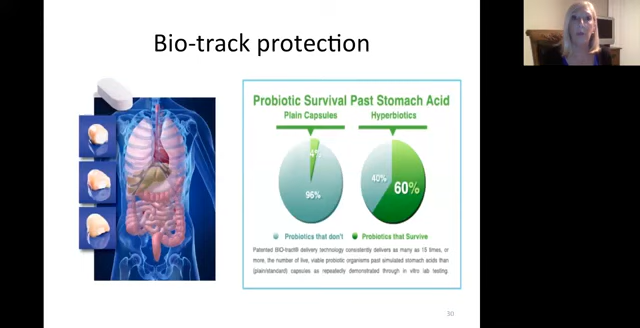 Bio-track protection
Probiotic Survival Past Stomach Acid
Plain Capsules
Hyperbiotics
4%
96%
40%
60%
Probiotics that don't
Probiotics that Survive
Patented BIO-tract® delivery technology consistently delivers as many as 15 times, or
more, the number of live, viable probiotic organisms past simulated stomach acids than
(plain/standard) capsules as repeatedly demonstrated through in vitro lab testing.
30